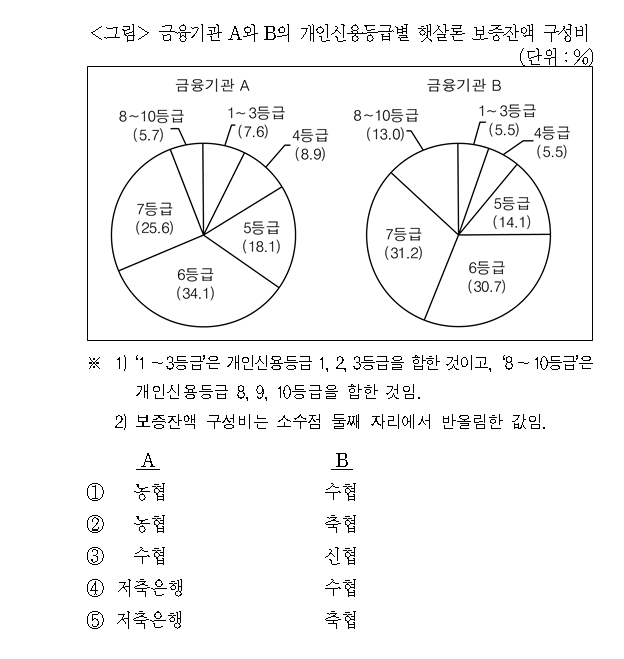 <그림> 금융기관 A와 B의 개인신용등급별 햇살론 보증잔액 구성비
(단위 : %)
금융기관 A
8~10등급
(5.7)
1~3등급
(7.6)
4등급
(8.9)
7등급
(25.6)
5등급
(18.1)
6등급
(34.1)
금융기관 B
8~10등급
(13.0)
1~3등급
(5.5)
4등급
(5.5)
5등급
(14.1)
7등급
(31.2)
6등급
(30.7)
※ 1) ‘1～3등급’은 개인신용등급 1, 2, 3등급을 합한 것이고, ‘8～10등급’은
개인신용등급 8, 9, 10등급을 합한 것임.
2) 보증잔액 구성비는 소수점 둘째 자리에서 반올림한 값임.
A B
① 농협 수협
② 농협 축협
③ 수협 신협
④ 저축은행 수협
⑤ 저축은행 축협